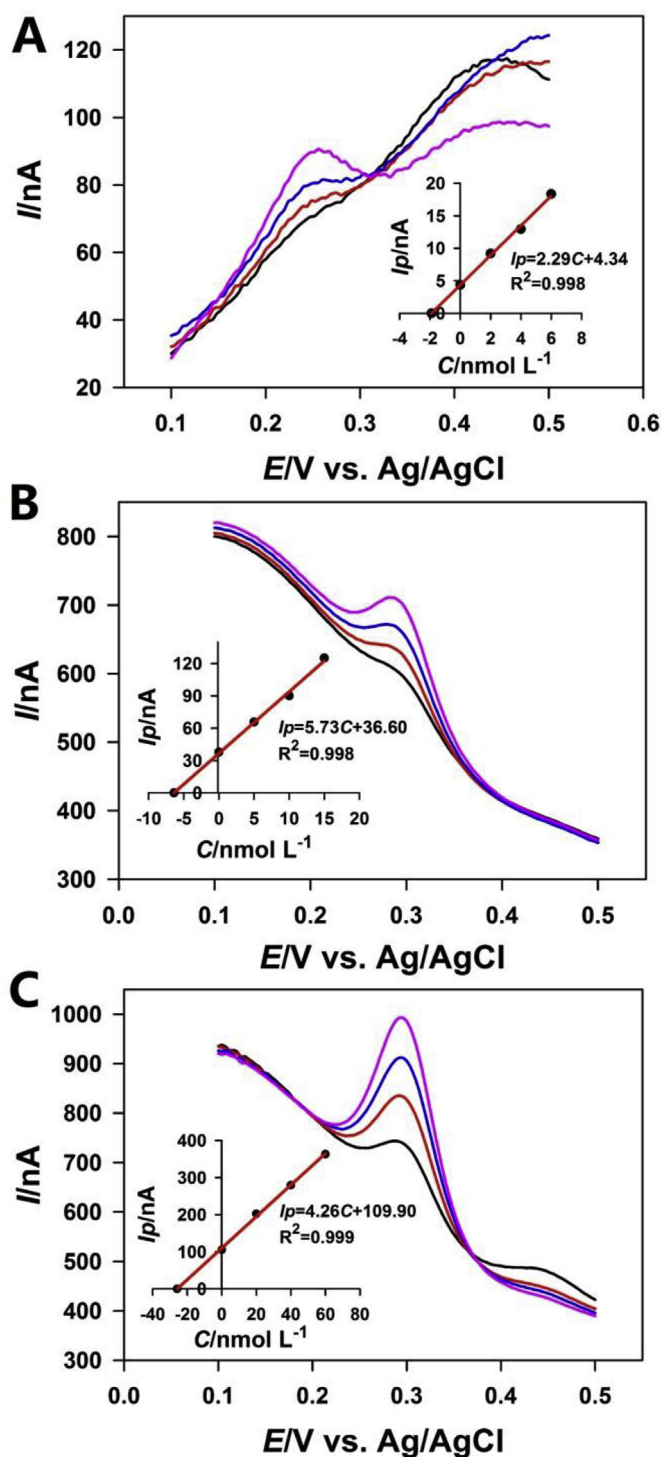 A
120
100
80
60
40
20
I/nA
20
15
10
5
0
Ip/nA
Ip=2.29C+4.34
R²=0.998
-4 -2 0 2 4 6 8
C/nmol L⁻¹
0.1 0.2 0.3 0.4 0.5 0.6
E/V vs. Ag/AgCl
B
800
700
600
500
400
300
I/nA
120
90
60
30
0
Ip/nA
Ip=5.73C+36.60
R²=0.998
-10 -5 0 5 10 15 20
C/nmol L⁻¹
0.0 0.1 0.2 0.3 0.4 0.5
E/V vs. Ag/AgCl
C
1000
900
800
700
600
500
400
300
I/nA
400
300
200
100
0
Ip/nA
Ip=4.26C+109.90
R²=0.999
-40 -20 0 20 40 60 80
C/nmol L⁻¹
0.0 0.1 0.2 0.3 0.4 0.5
E/V vs. Ag/AgCl